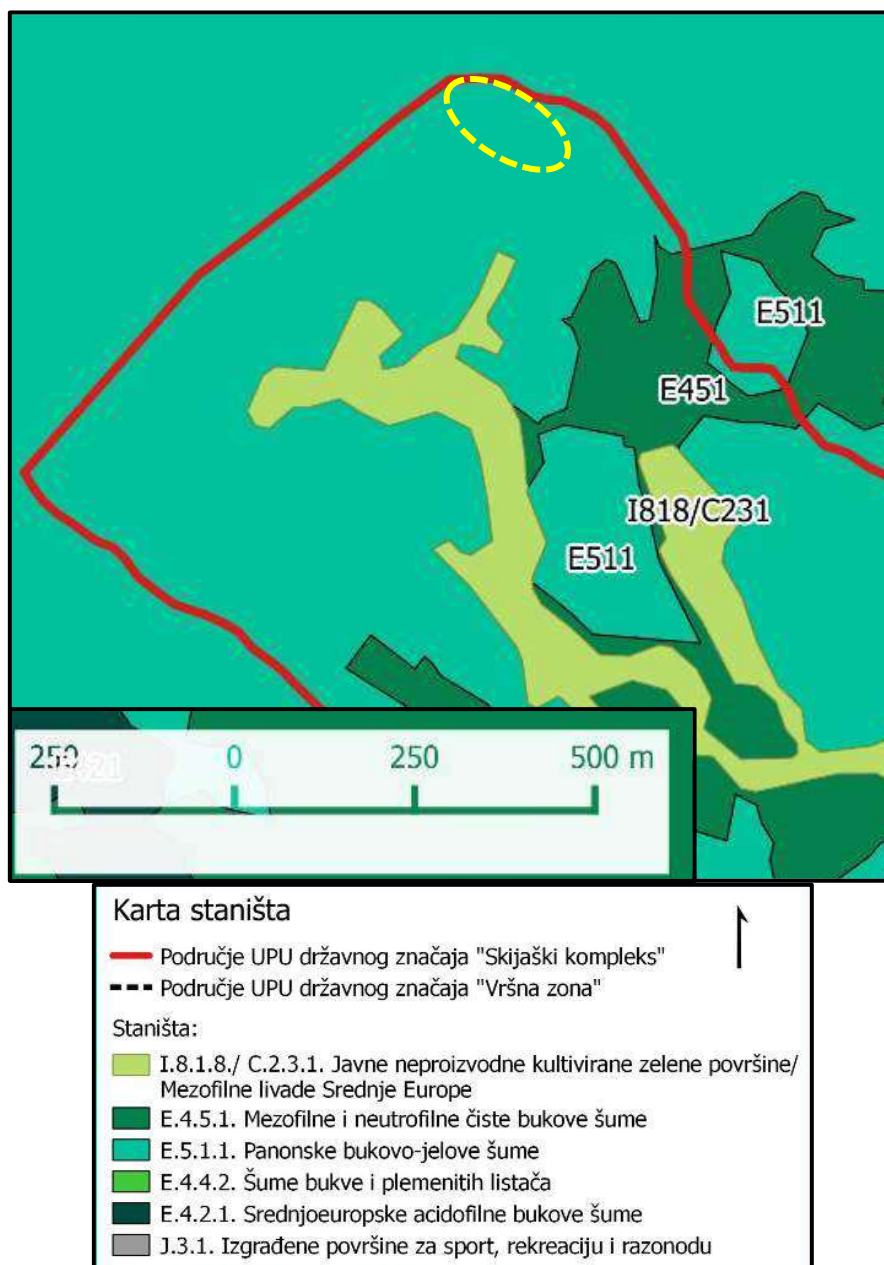 E511
E451
I818/C231
E511
250 0 250 500 m
Karta staništa
Područje UPU državnog značaja "Skijaški kompleks"
Područje UPU državnog značaja "Vršna zona"
Staništa:
I.8.1.8./ C.2.3.1. Javne neproizvodne kultivirane zelene površine/
Mezofilne livade Srednje Europe
E.4.5.1. Mezofilne i neutrofilne čiste bukove šume
E.5.1.1. Panonske bukovo-jelove šume
E.4.4.2. Šume bukve i plemenitih listača
E.4.2.1. Srednjoeuropske acidofilne bukove šume
J.3.1. Izgrađene površine za sport, rekreaciju i razonodu